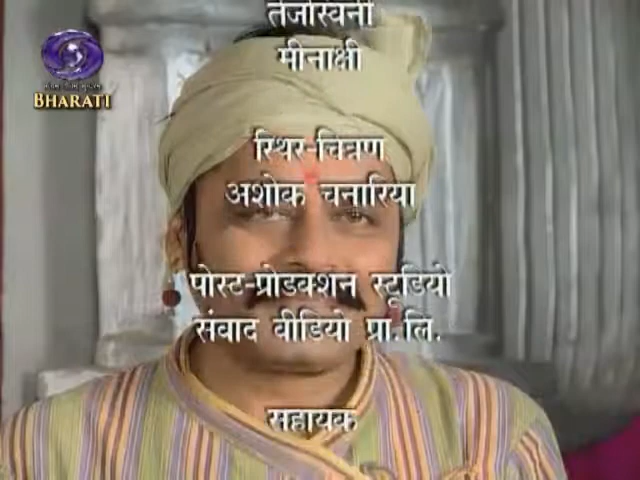 तेजस्विनी
मीनाक्षी
BHARATI
स्थिर-चित्रण
अशोक चनारिया
पोस्ट-प्रोडक्शन स्टूडियो
संवाद वीडियो प्रा.लि.
सहायक